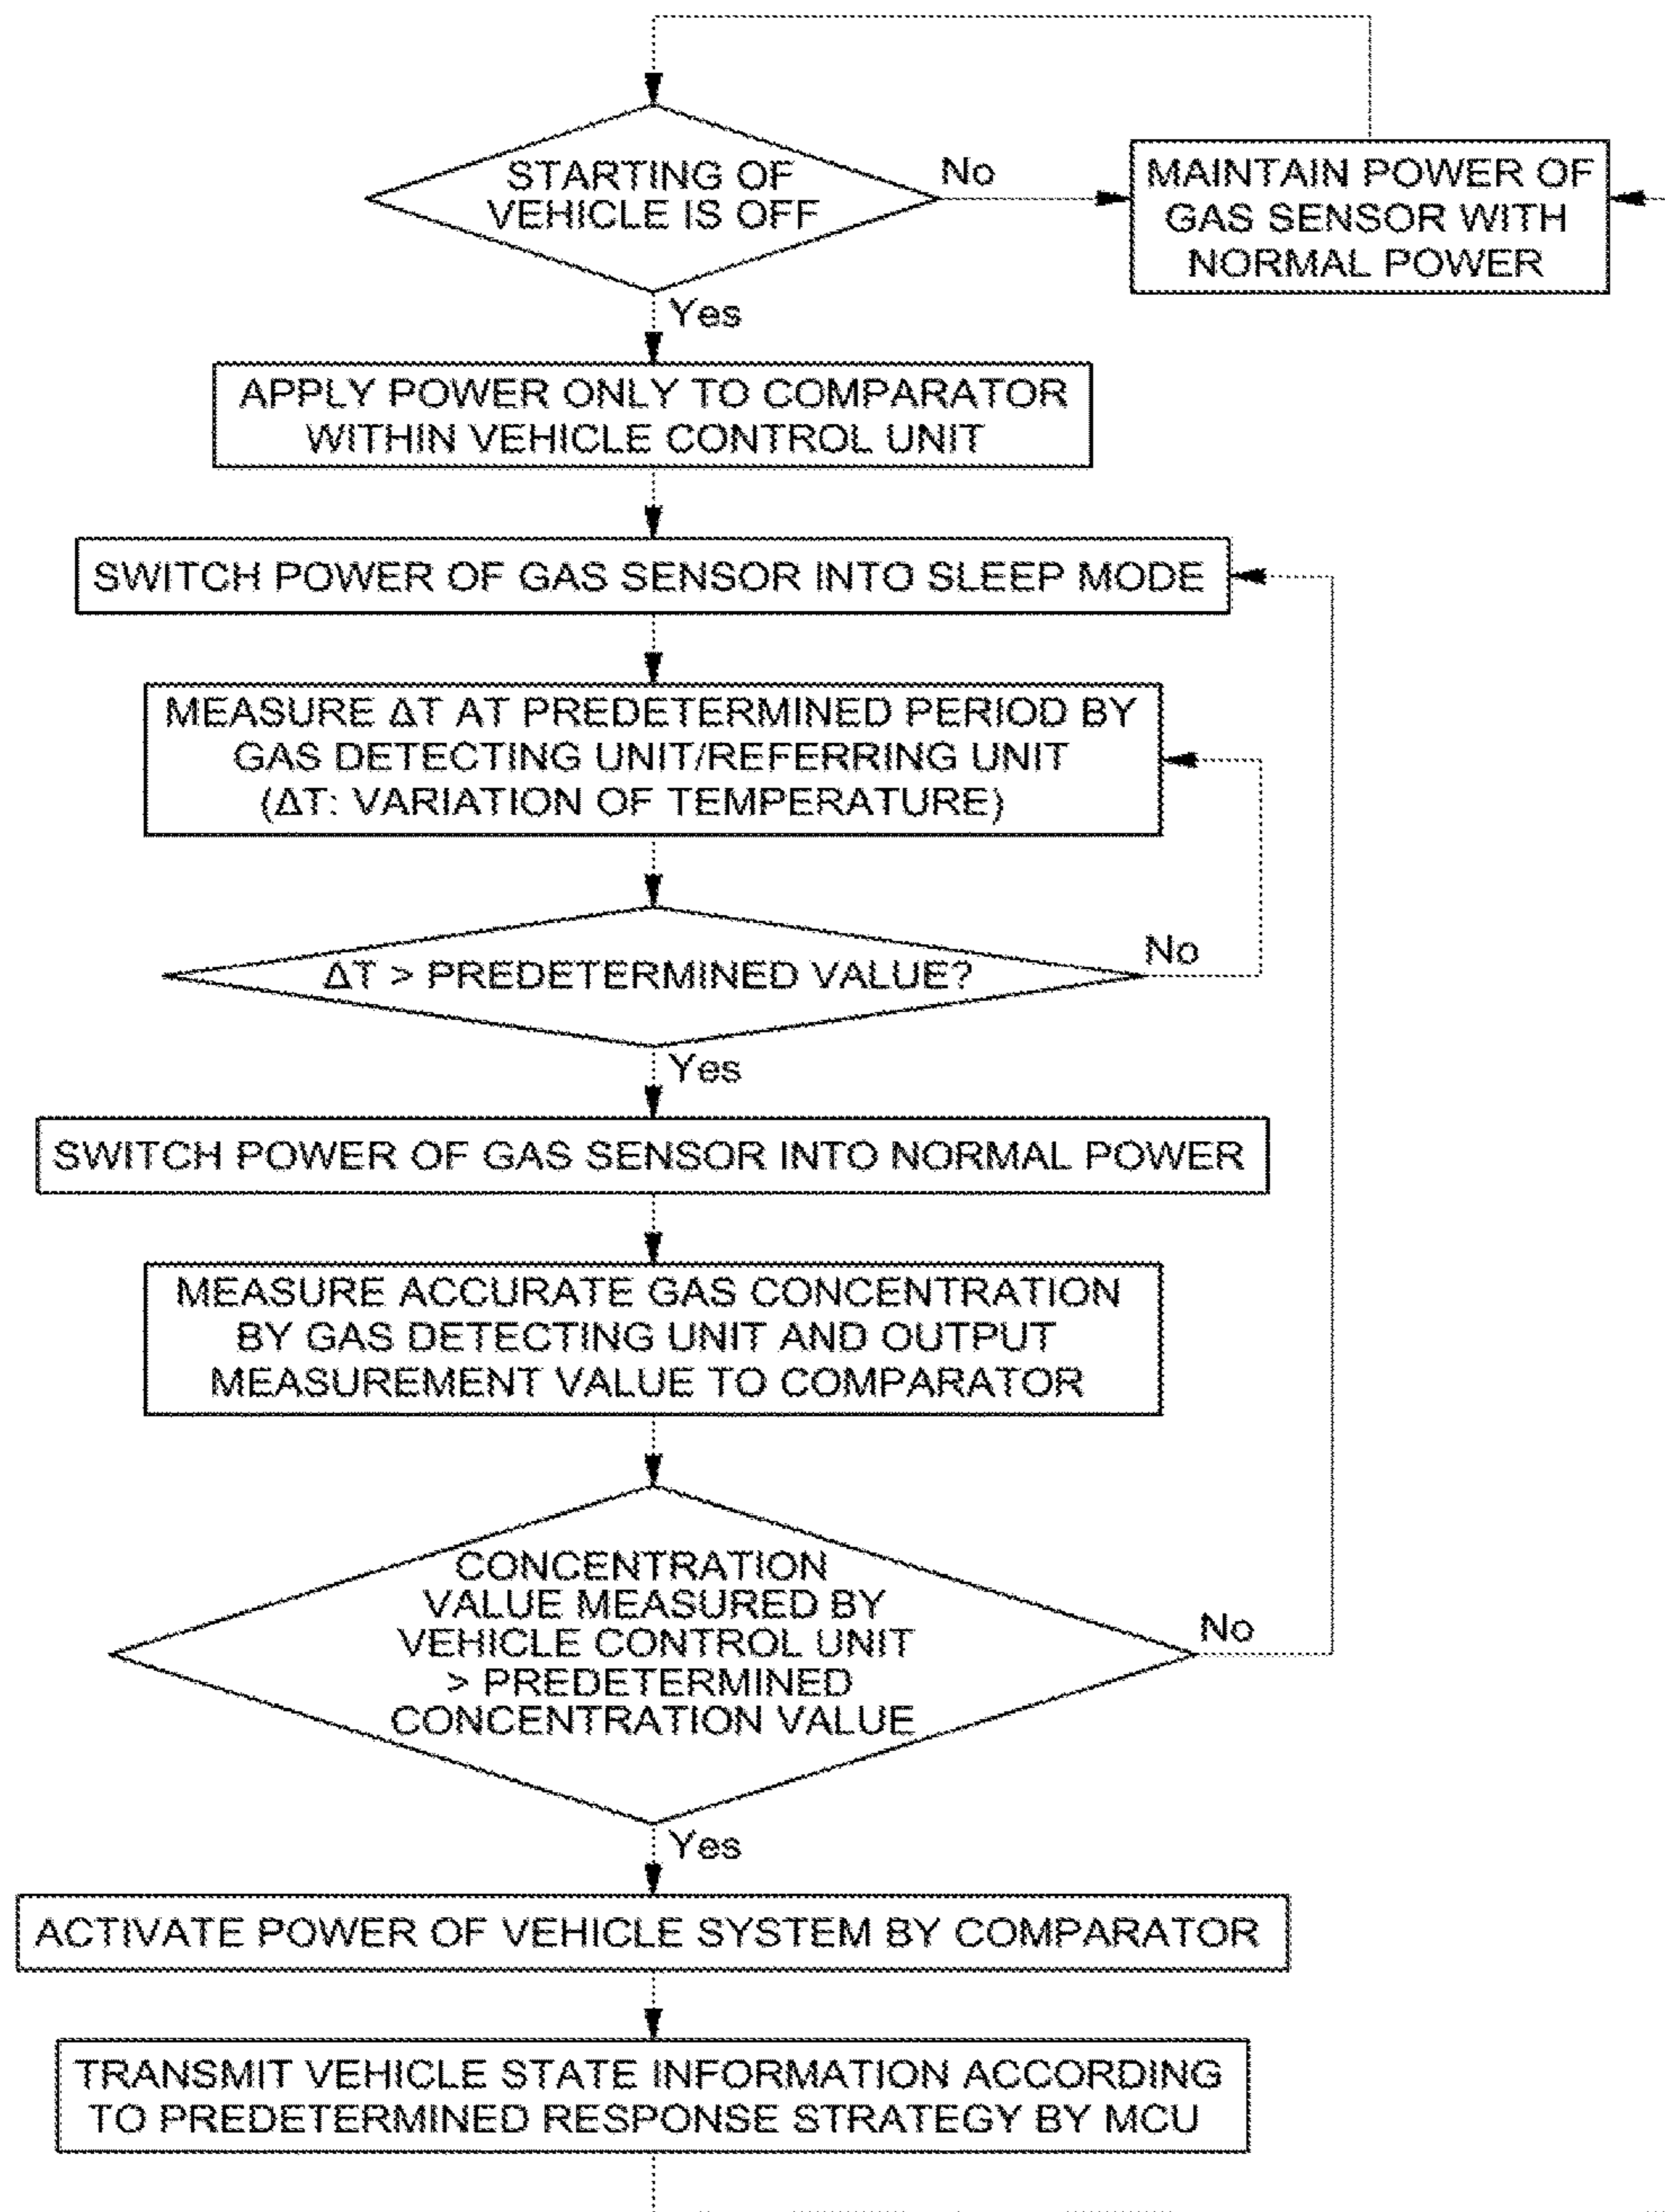 STARTING OF
VEHICLE IS OFF
No
MAINTAIN POWER OF
GAS SENSOR WITH
NORMAL POWER
Yes
APPLY POWER ONLY TO COMPARATOR
WITHIN VEHICLE CONTROL UNIT
SWITCH POWER OF GAS SENSOR INTO SLEEP MODE
MEASURE ΔT AT PREDETERMINED PERIOD BY
GAS DETECTING UNIT/REFERRING UNIT
(ΔT: VARIATION OF TEMPERATURE)
ΔT > PREDETERMINED VALUE?
No
Yes
SWITCH POWER OF GAS SENSOR INTO NORMAL POWER
MEASURE ACCURATE GAS CONCENTRATION
BY GAS DETECTING UNIT AND OUTPUT
MEASUREMENT VALUE TO COMPARATOR
CONCENTRATION
VALUE MEASURED BY
VEHICLE CONTROL UNIT
> PREDETERMINED
CONCENTRATION VALUE
No
Yes
ACTIVATE POWER OF VEHICLE SYSTEM BY COMPARATOR
TRANSMIT VEHICLE STATE INFORMATION ACCORDING
TO PREDETERMINED RESPONSE STRATEGY BY MCU